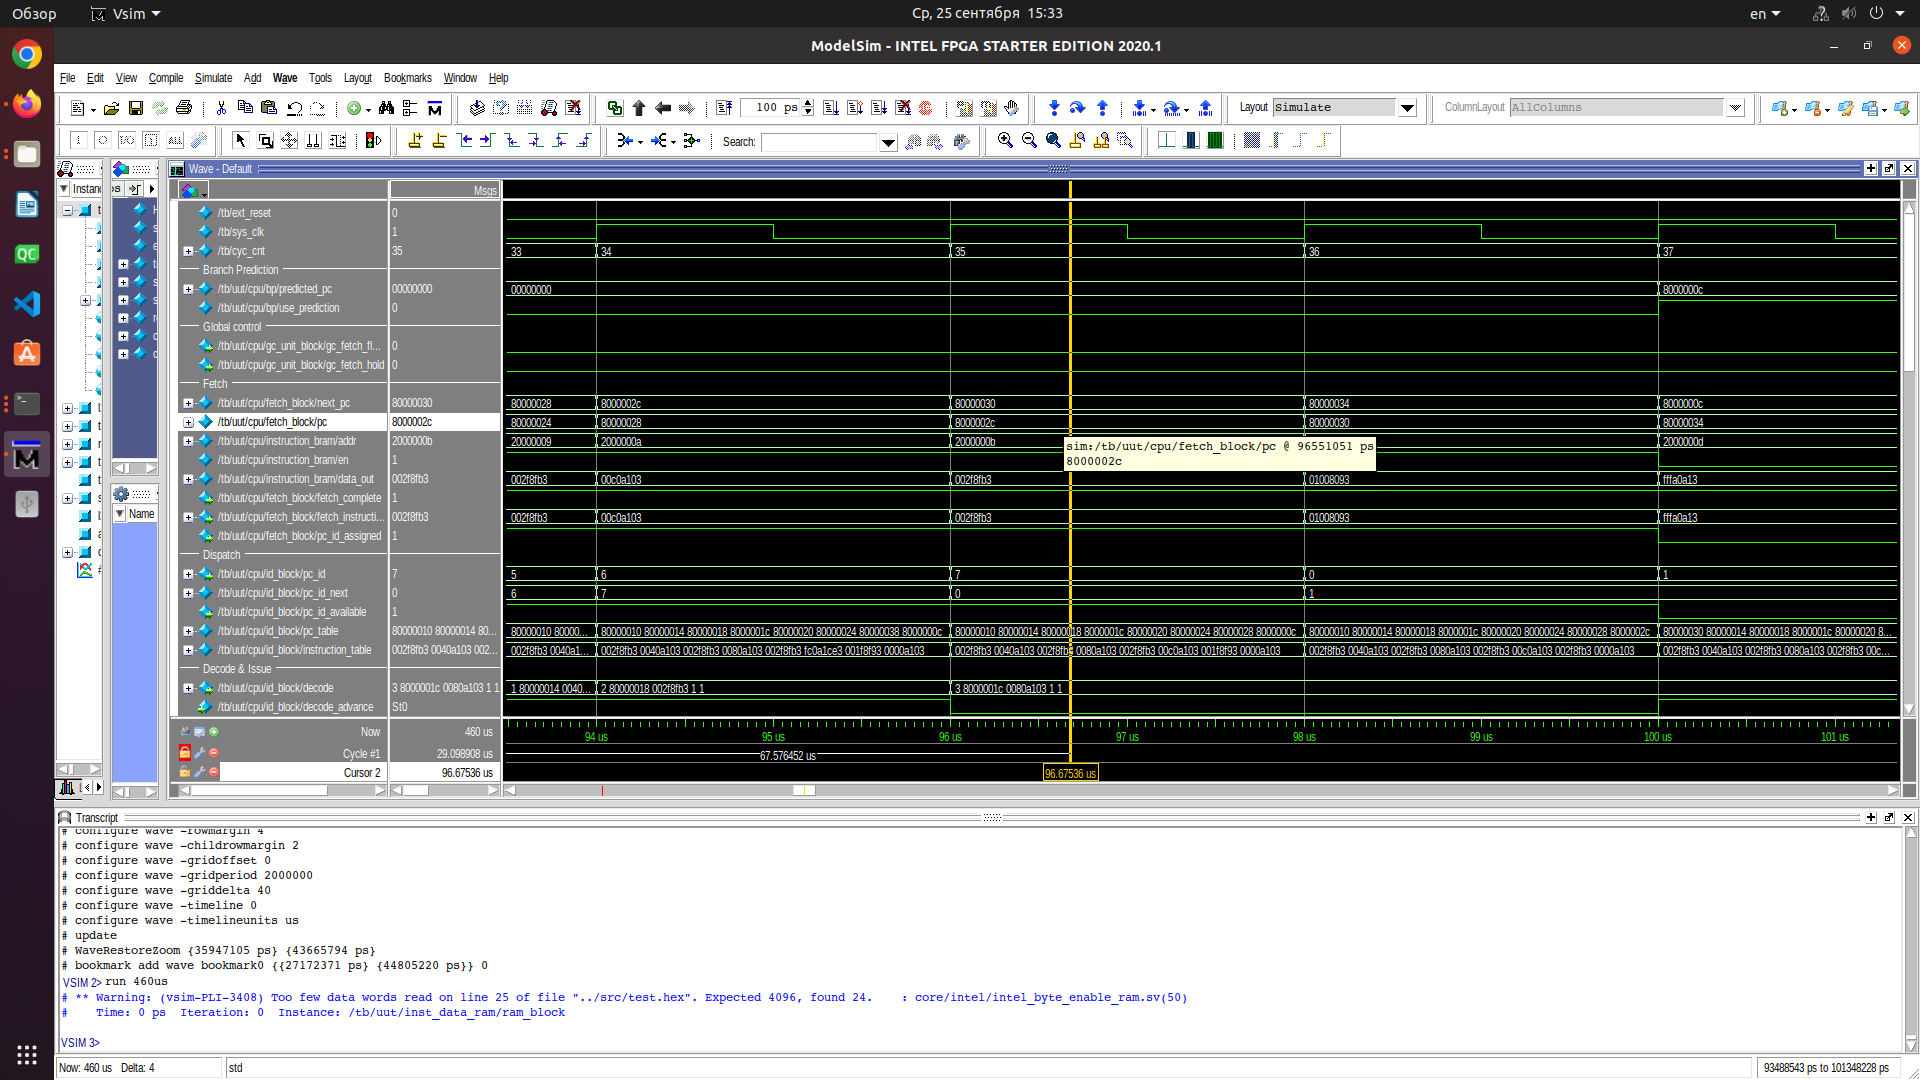 Обзор
Vsim
Ср, 25 сентября 15:33
en
ModelSim - INTEL FPGA STARTER EDITION 2020.1
File Edit View Compile Simulate Add Wave Tools Layout Bookmarks Window Help
100 ps
Layout Simulate
ColumnLayout AllColumns
Search:
Instanc
Wave - Default
Msgs
/tb/ext_reset 0
/tb/sys_clk 1
/tb/cyc_cnt 35 33 34 35 36 37
Branch Prediction
/tb/uut/cpu/bp/predicted_pc 00000000 00000000 8000000c
/tb/uut/cpu/bp/use_prediction 0
Global control
/tb/uut/cpu/gc_unit_block/gc_fetch_fl... 0
/tb/uut/cpu/gc_unit_block/gc_fetch_hold 0
Fetch
/tb/uut/cpu/fetch_block/next_pc 80000030 80000028 8000002c 80000030 80000034 8000000c
/tb/uut/cpu/fetch_block/pc 8000002c 80000024 80000028 8000002c 80000030 80000034
/tb/uut/cpu/instruction_bram/addr 2000000b 20000009 2000000a 2000000b 2000000d
sim:/tb/uut/cpu/fetch_block/pc @ 96551051 ps
8000002c
/tb/uut/cpu/instruction_bram/en 1
/tb/uut/cpu/instruction_bram/data_out 002f8fb3 002f8fb3 00c0a103 002f8fb3 01008093 fffa0a13
/tb/uut/cpu/fetch_block/fetch_complete 1
/tb/uut/cpu/fetch_block/fetch_instructi... 002f8fb3 002f8fb3 00c0a103 002f8fb3 01008093 fffa0a13
/tb/uut/cpu/fetch_block/pc_id_assigned 1
Dispatch
/tb/uut/cpu/id_block/pc_id 7 5 6 7 0 1
/tb/uut/cpu/id_block/pc_id_next 0 6 7 0 1
/tb/uut/cpu/id_block/pc_id_available 1
/tb/uut/cpu/id_block/pc_table 80000010 80000014 80... 80000010 80000... 80000010 80000014 80000018 8000001c 80000020 80000024 80000038 8000000c 80000010 80000014 80000018 8000001c 80000020 80000024 80000028 8000000c 80000010 80000014 80000018 8000001c 80000020 80000024 80000028 8000002c 80000030 80000014 80000018 8000001c 80000020 8...
/tb/uut/cpu/id_block/instruction_table 002f8fb3 0040a103 002... 002f8fb3 0040a1... 002f8fb3 0040a103 002f8fb3 0080a103 002f8fb3 fc0a1ce3 001f8f93 0000a103 002f8fb3 0040a103 002f8fb3 0080a103 002f8fb3 00c0a103 001f8f93 0000a103 002f8fb3 0040a103 002f8fb3 0080a103 002f8fb3 00c0a103 002f8fb3 0000a103 002f8fb3 0040a103 002f8fb3 0080a103 002f8fb3 00c...
Decode & Issue
/tb/uut/cpu/id_block/decode 3 8000001c 0080a103 1 1 1 80000014 0040... 2 80000018 002f8fb3 1 1 3 8000001c 0080a103 1 1
/tb/uut/cpu/id_block/decode_advance St0
Now 460 us 94 us 95 us 96 us 97 us 98 us 99 us 100 us 101 us
Cycle #1 29.098908 us 67.576452 us
Cursor 2 96.67536 us 96.67536 us
Name
Transcript
# configure wave -rowmargin 4
# configure wave -childrowmargin 2
# configure wave -gridoffset 0
# configure wave -gridperiod 2000000
# configure wave -griddelta 40
# configure wave -timeline 0
# configure wave -timelineunits us
# update
# WaveRestoreZoom {35947105 ps} {43665794 ps}
# bookmark add wave bookmark0 {{27172371 ps} {44805220 ps}} 0
VSIM 2> run 460us
# ** Warning: (vsim-PLI-3408) Too few data words read on line 25 of file "../src/test.hex". Expected 4096, found 24. : core/intel/intel_byte_enable_ram.sv(50)
# Time: 0 ps Iteration: 0 Instance: /tb/uut/inst_data_ram/ram_block
VSIM 3>
Now: 460 us Delta: 4
std
93488543 ps to 101348228 ps